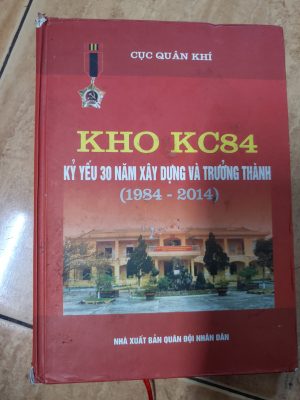 CỤC QUÂN KHÍ
KHO KC84
KỶ YẾU 30 NĂM XÂY DỰNG VÀ TRƯỞNG THÀNH
(1984 - 2014)
NHÀ XUẤT BẢN QUÂN ĐỘI NHÂN DÂN